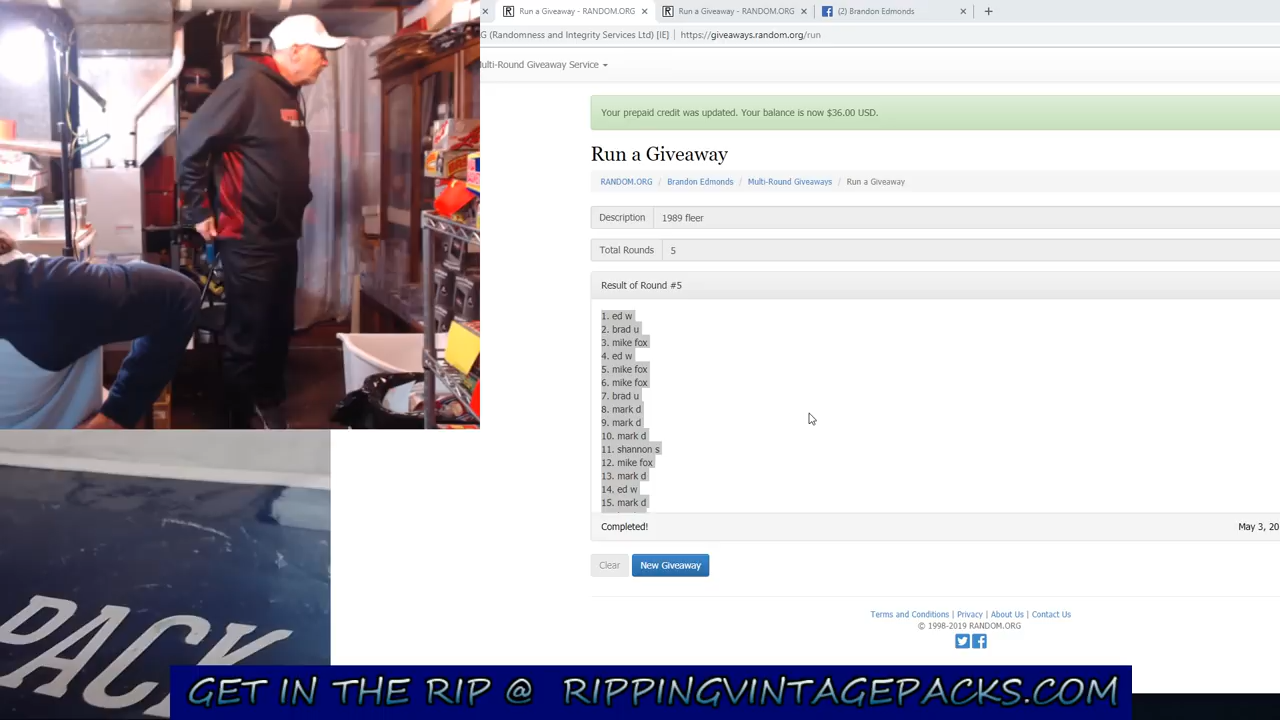 Run a Giveaway - RANDOM.ORG
Run a Giveaway - RANDOM.ORG
(2) Brandon Edmonds
G (Randomness and Integrity Services Ltd) [IE]
https://giveaways.random.org/run
Multi-Round Giveaway Service
Your prepaid credit was updated. Your balance is now $36.00 USD.
Run a Giveaway
RANDOM.ORG / Brandon Edmonds / Multi-Round Giveaways / Run a Giveaway
Description 1989 fleer
Total Rounds 5
Result of Round #5
1. ed w
2. brad u
3. mike fox
4. ed w
5. mike fox
6. mike fox
7. brad u
8. mark d
9. mark d
10. mark d
11. shannon s
12. mike fox
13. mark d
14. ed w
15. mark d
Completed! May 3, 20
Clear New Giveaway
Terms and Conditions | Privacy | About Us | Contact Us
© 1998-2019 RANDOM.ORG
PACK
GET IN THE RIP @ RIPPINGVINTAGEPACKS.COM